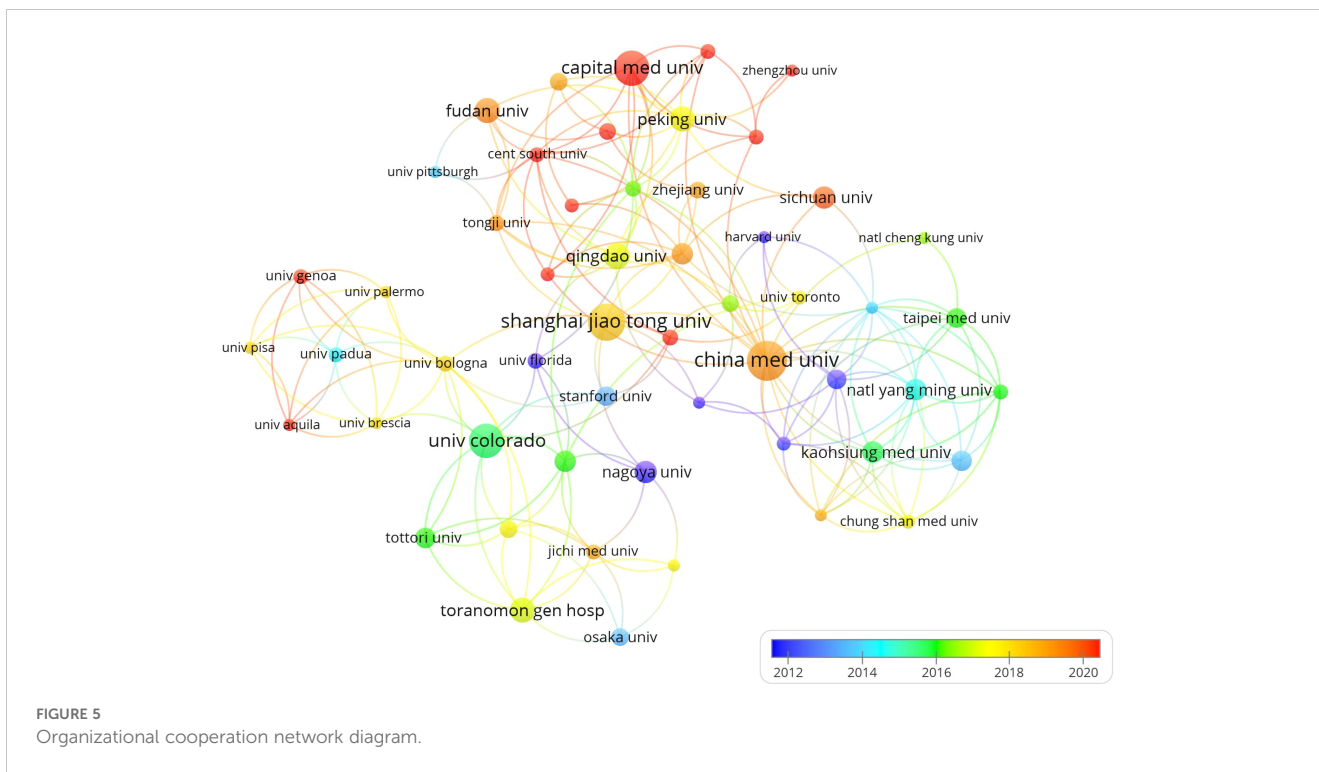 capital med univ
zhengzhou univ
fudan univ
peking univ
cent south univ
univ pittsburgh
zhejiang univ
sichuan univ
tongji univ
harvard univ
natl cheng kung univ
qingdao univ
univ genoa
univ palermo
univ toronto
taipei med univ
shanghai jiao tong univ
univ pisa
univ padua
univ bologna
univ florida
china med univ
stanford univ
natl yang ming univ
univ aquila
univ brescia
univ colorado
kaohsiung med univ
nagoya univ
chung shan med univ
tottori univ
jichi med univ
toranomon gen hosp
osaka univ
2012 2014 2016 2018 2020
FIGURE 5
Organizational cooperation network diagram.